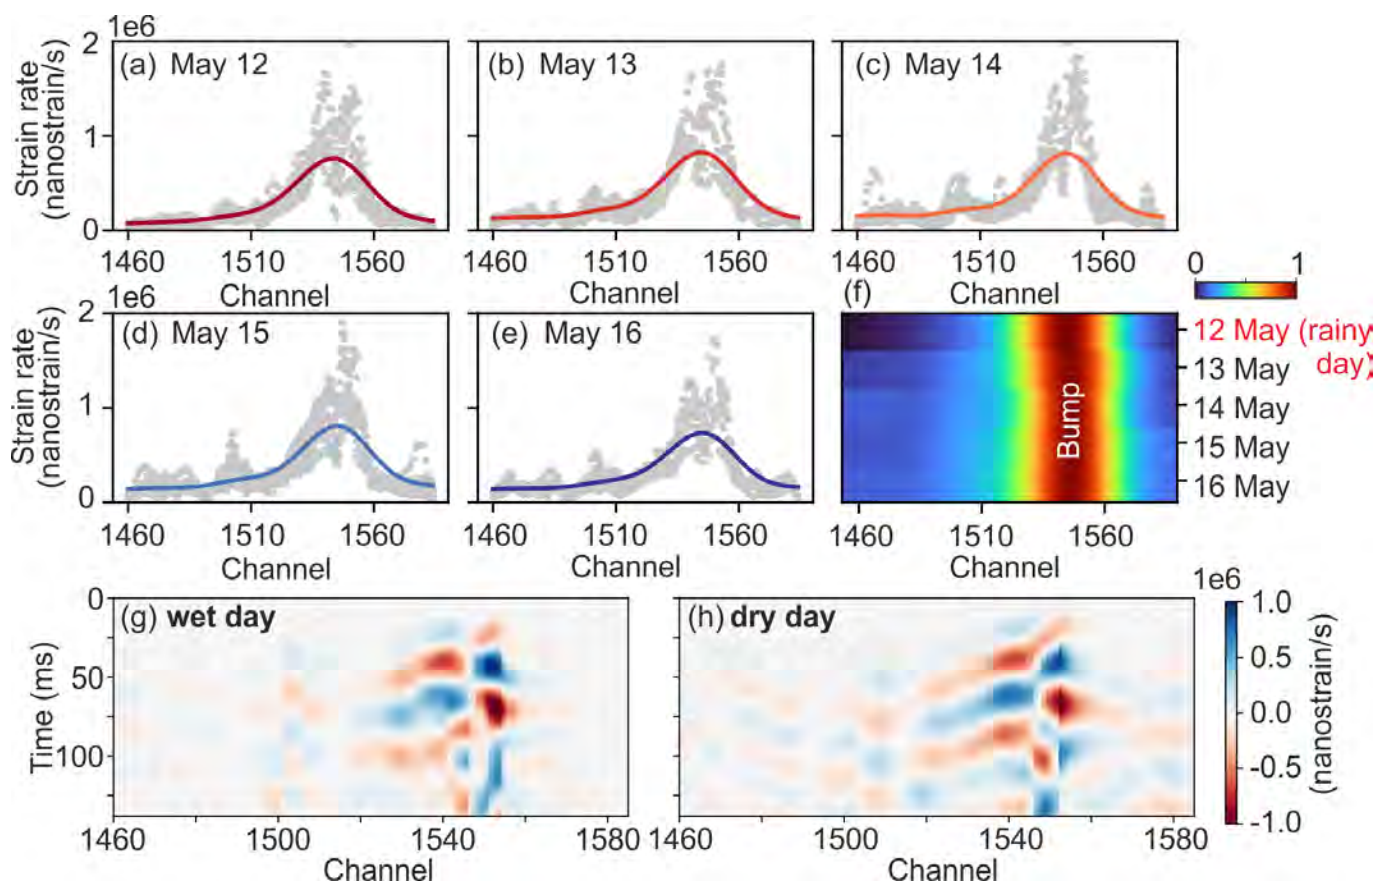 1e6
(a) May 12
(b) May 13
(c) May 14
Strain rate
(nanostrain/s)
2
1
0
1460 1510 1560
1460 1510 1560
1460 1510 1560
Channel
Channel
Channel
1e6
(d) May 15
(e) May 16
(f)
0 1
Strain rate
(nanostrain/s)
2
1
0
Bump
12 May (rainy
day)
13 May
14 May
15 May
16 May
1460 1510 1560
1460 1510 1560
1460 1510 1560
Channel
Channel
Channel
(g) wet day
(h) dry day
Time (ms)
0
50
100
1460 1500 1540 1580
1460 1500 1540 1580
Channel
Channel
1e6
1.0
0.5
0.0
-0.5
-1.0
(nanostrain/s)